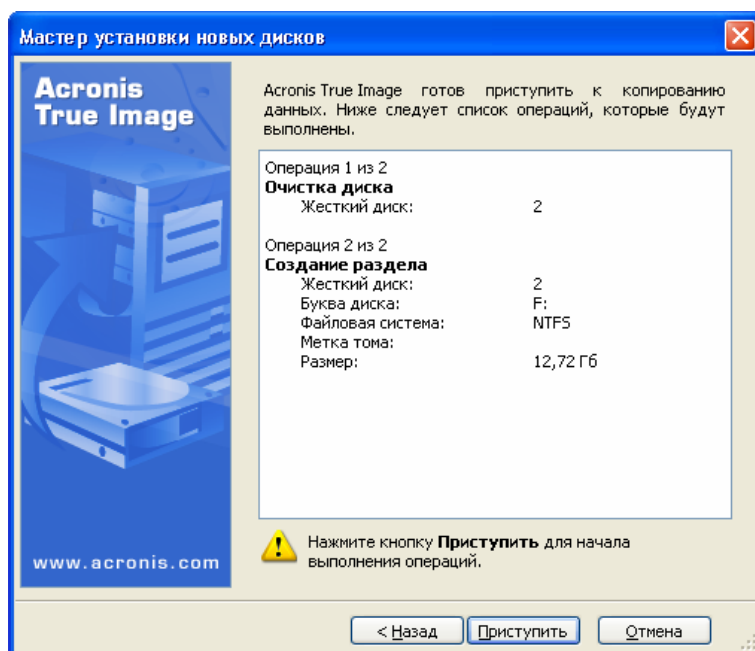 Мастер установки новых дисков
Acronis
True Image
Acronis True Image готов приступить к копированию
данных. Ниже следует список операций, которые будут
выполнены.
Операция 1 из 2
Очистка диска
Жесткий диск: 2
Операция 2 из 2
Создание раздела
Жесткий диск: 2
Буква диска: F:
Файловая система: NTFS
Метка тома:
Размер: 12,72 Гб
Нажмите кнопку Приступить для начала
выполнения операций.
www.acronis.com
< Назад Приступить Отмена